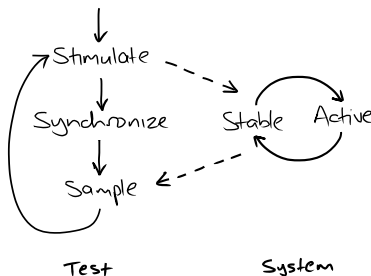 Stimulate
Synchronize
Stable
Active
Sample
Test
System